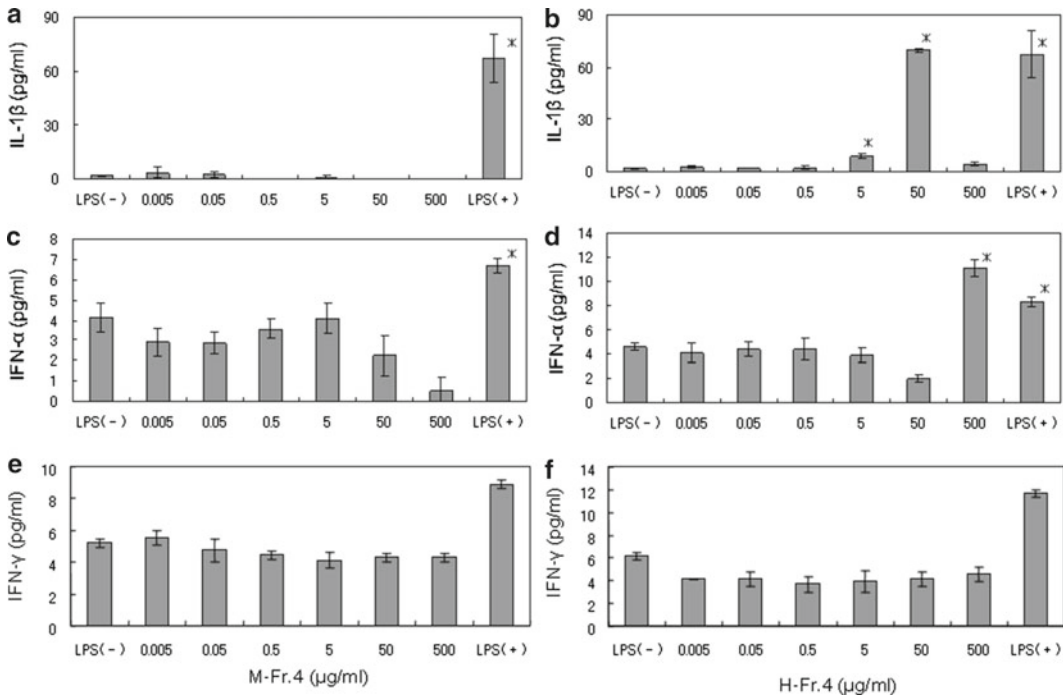 a
IL-1β (pg/ml)
90
60
30
0
LPS(-) 0.005 0.05 0.5 5 50 500 LPS(+)
*
b
IL-1β (pg/ml)
90
60
30
0
LPS(-) 0.005 0.05 0.5 5 50 500 LPS(+)
* * *
c
IFN-α (pg/ml)
8
7
6
5
4
3
2
1
0
LPS(-) 0.005 0.05 0.5 5 50 500 LPS(+)
*
d
IFN-α (pg/ml)
14
12
10
8
6
4
2
0
LPS(-) 0.005 0.05 0.5 5 50 500 LPS(+)
* *
e
IFN-γ (pg/ml)
10
8
6
4
2
0
LPS(-) 0.005 0.05 0.5 5 50 500 LPS(+)
M-Fr.4 (μg/ml)
f
IFN-γ (pg/ml)
14
12
10
8
6
4
2
0
LPS(-) 0.005 0.05 0.5 5 50 500 LPS(+)
H-Fr.4 (μg/ml)